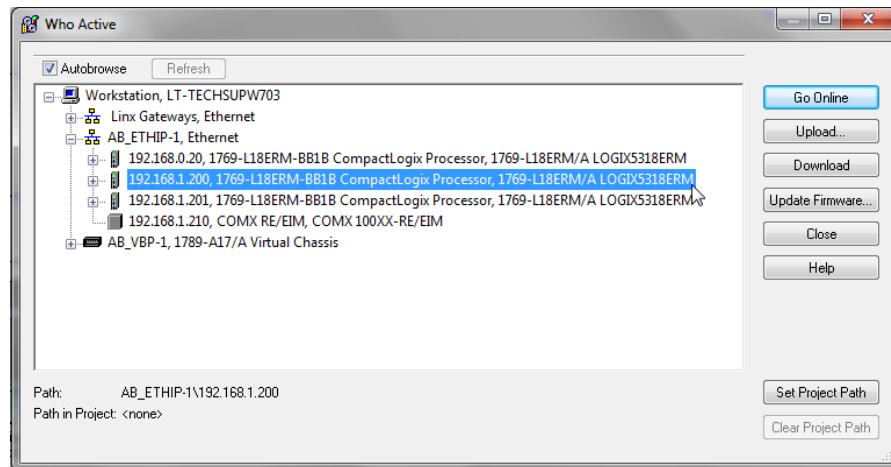 Who Active
Autobrowse
Refresh
Workstation, LT-TECHSUPW703
Linx Gateways, Ethernet
AB_ETHIP-1, Ethernet
192.168.0.20, 1769-L18ERM-BB1B CompactLogix Processor, 1769-L18ERM/A LOGIX5318ERM
192.168.1.200, 1769-L18ERM-BB1B CompactLogix Processor, 1769-L18ERM/A LOGIX5318ERM
192.168.1.201, 1769-L18ERM-BB1B CompactLogix Processor, 1769-L18ERM/A LOGIX5318ERM
192.168.1.210, COMX RE/EIM, COMX 100XX-RE/EIM
AB_VBP-1, 1789-A17/A Virtual Chassis
Go Online
Upload...
Download
Update Firmware...
Close
Help
Path: AB_ETHIP-1\192.168.1.200
Path in Project: <none>
Set Project Path
Clear Project Path